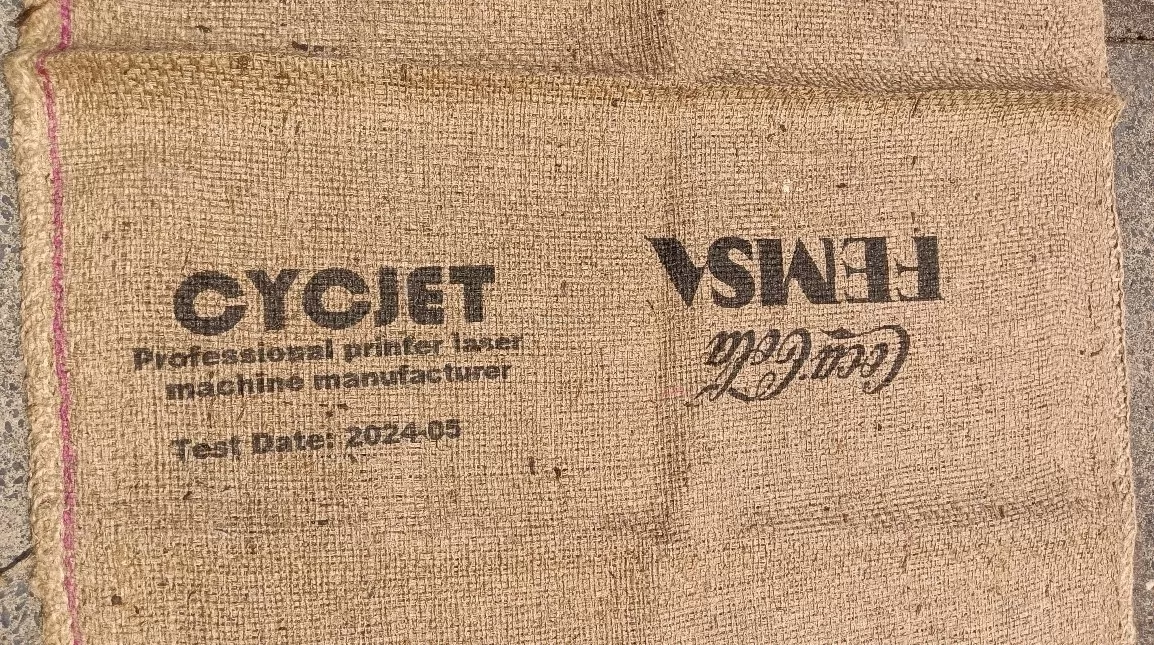 CYCJET
Professional printer laser
machine manufacturer
Test Date: 2024-05
Coca-Cola
FEMSA